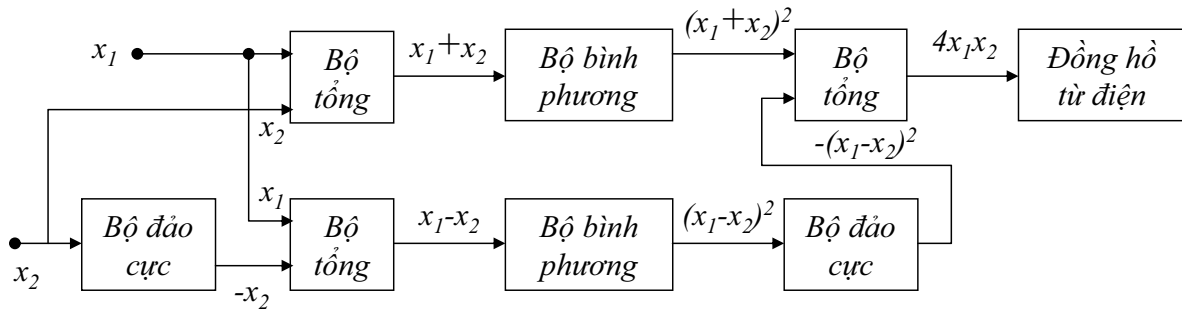 x₁
Bộ
tổng
x₁+x₂
Bộ bình
phương
(x₁+x₂)²
Bộ
tổng
4x₁x₂
Đồng hồ
từ điện
x₂
-(x₁-x₂)²
x₂
Bộ đảo
cực
-x₂
x₁
Bộ
tổng
x₁-x₂
Bộ bình
phương
(x₁-x₂)²
Bộ đảo
cực